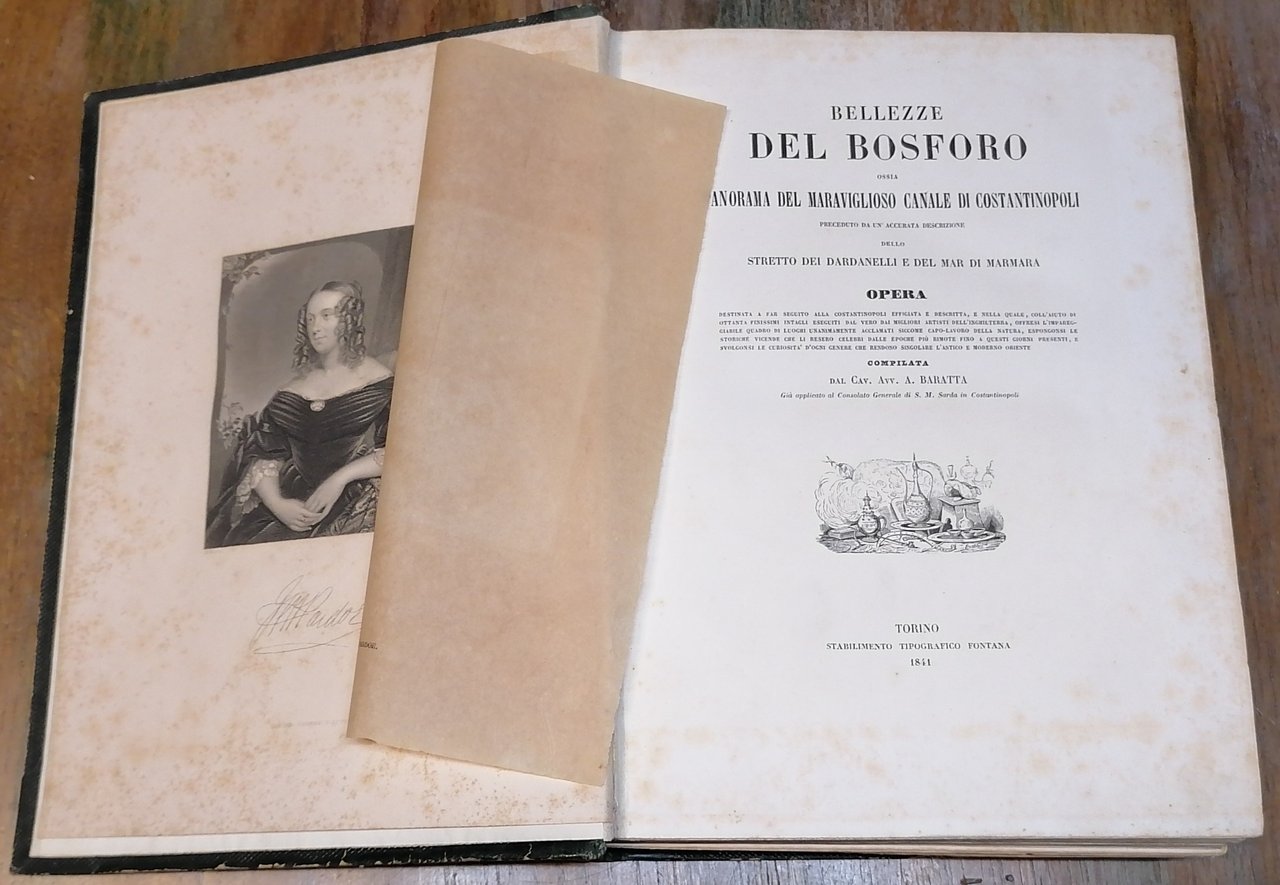 BELLEZZE
DEL BOSFORO
OSSIA
ANORAMA DEL MARAVIGLIOSO CANALE DI COSTANTINOPOLI
PRECEDUTO DA UN' ACCURATA DESCRIZIONE
DELLO
STRETTO DEI DARDANELLI E DEL MAR DI MARMARA
OPERA
DESTINATA A FAR SEGUITO ALLA COSTANTINOPOLI EFFIGIATA E DESCRITTA, E NELLA QUALE, COLL'AIUTO DI
OTTANTA FINISSIMI INTAGLI ESEGUITI DAL VERO DAI MIGLIORI ARTISTI DELL'INGHILTERRA, OFFRESI L'IMPAREG-
GIABILE QUADRO DI LUOGHI UNANIMAMENTE ACCLAMATI SICCOME CAPO-LAVORO DELLA NATURA, ESPONGONSI LE
STORICHE VICENDE CHE LI RESERO CELEBRI DALLE EPOCHE PIÙ RIMOTE FINO A QUESTI GIORNI PRESENTI, E
SVOLGONSI LE CURIOSITA' D'OGNI GENERE CHE RENDONO SINGOLARE L'ANTICO E MODERNO ORIENTE
COMPILATA
DAL CAV. AVV. A. BARATTA
Già applicato al Consolato Generale di S. M. Sarda in Costantinopoli
TORINO
STABILIMENTO TIPOGRAFICO FONTANA
1841